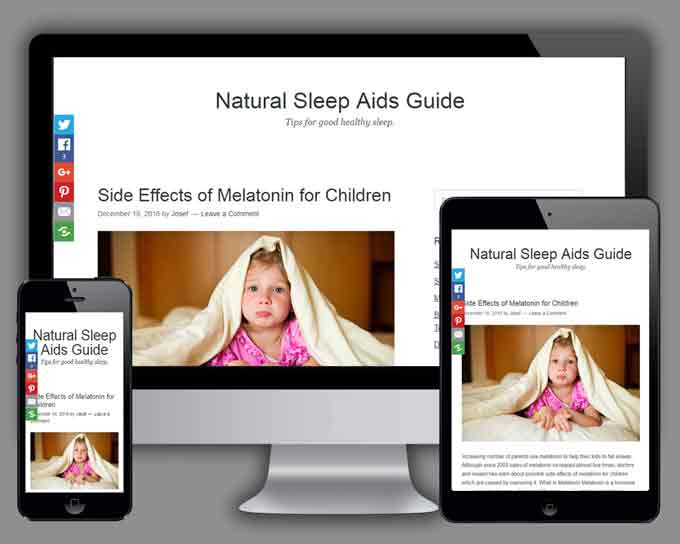 Natural Sleep Aids Guide
Tips for good healthy sleep.
Side Effects of Melatonin for Children
December 19, 2016 by Josef — Leave a Comment
3
Natural Sleep
Aids Guide
Tips for good healthy sleep.
Side Effects of Melatonin for
Children
December 19, 2016 by Josef — Leave a
Comment
Natural Sleep Aids Guide
Tips for good healthy sleep.
Side Effects of Melatonin for Children
December 19, 2016 by Josef — Leave a Comment
Increasing number of parents use melatonin to help their kids to fall asleep.
Although since 2003 sales of melatonin increased almost five times, doctors
and researchers warn about possible side effects of melatonin for children
which are caused by overusing it. What is Melatonin Melatonin is a hormone